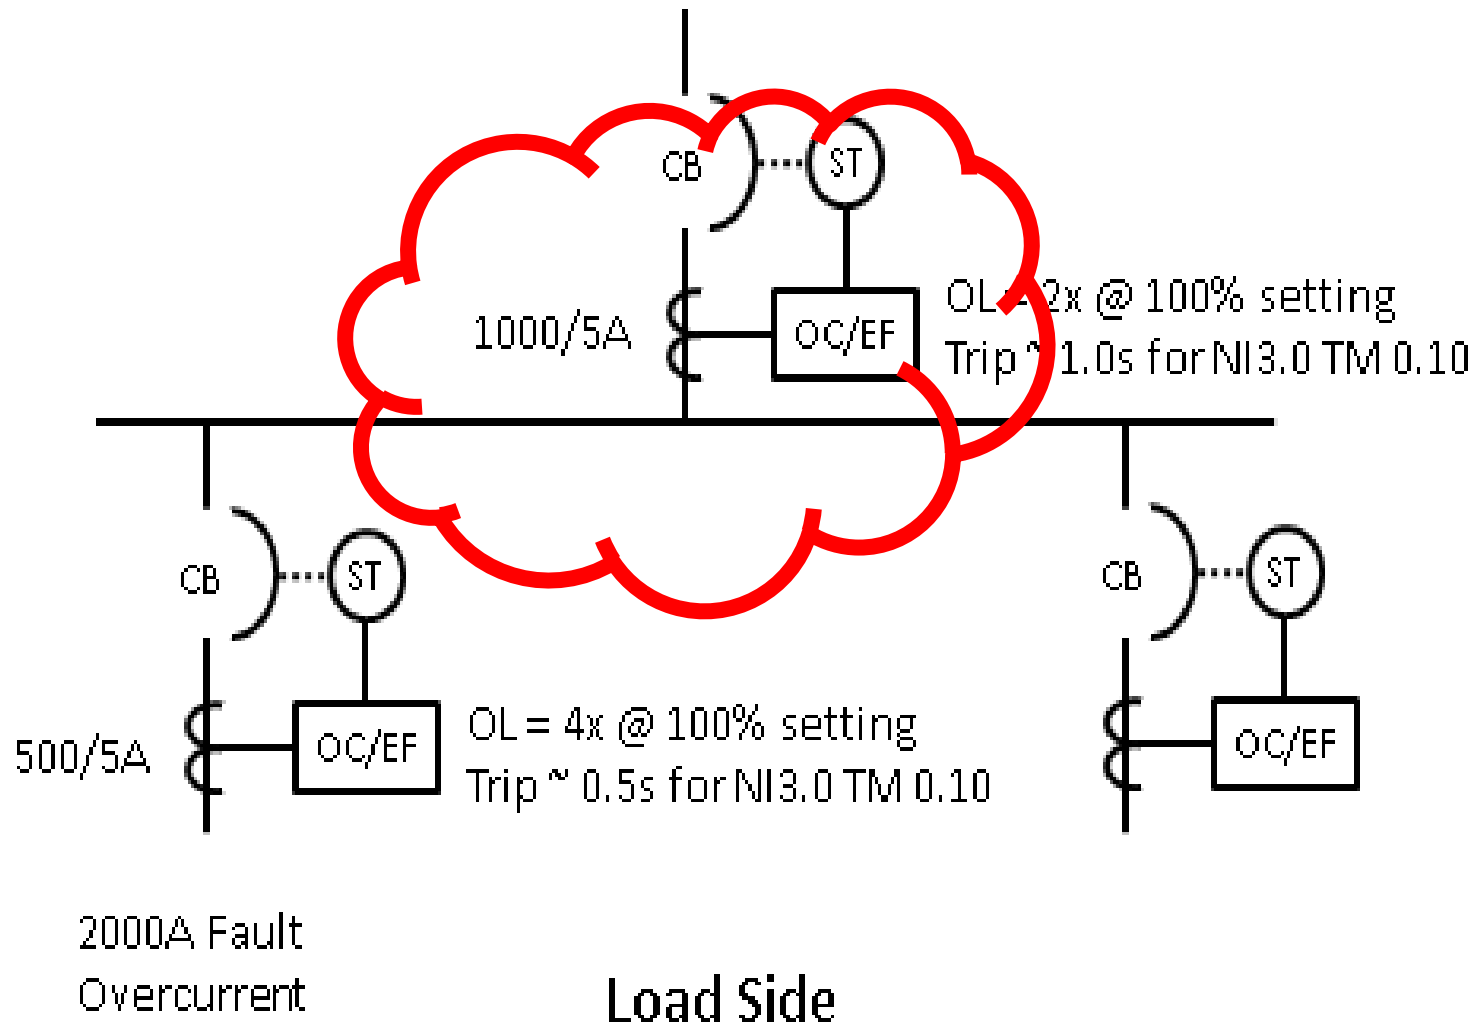 CB
ST
1000/5A
OC/EF
OL = 2x @ 100% setting
Trip ~ 1.0s for NI3.0 TM 0.10
CB
ST
CB
ST
500/5A
OC/EF
OL = 4x @ 100% setting
Trip ~ 0.5s for NI3.0 TM 0.10
OC/EF
2000A Fault
Overcurrent
Load Side